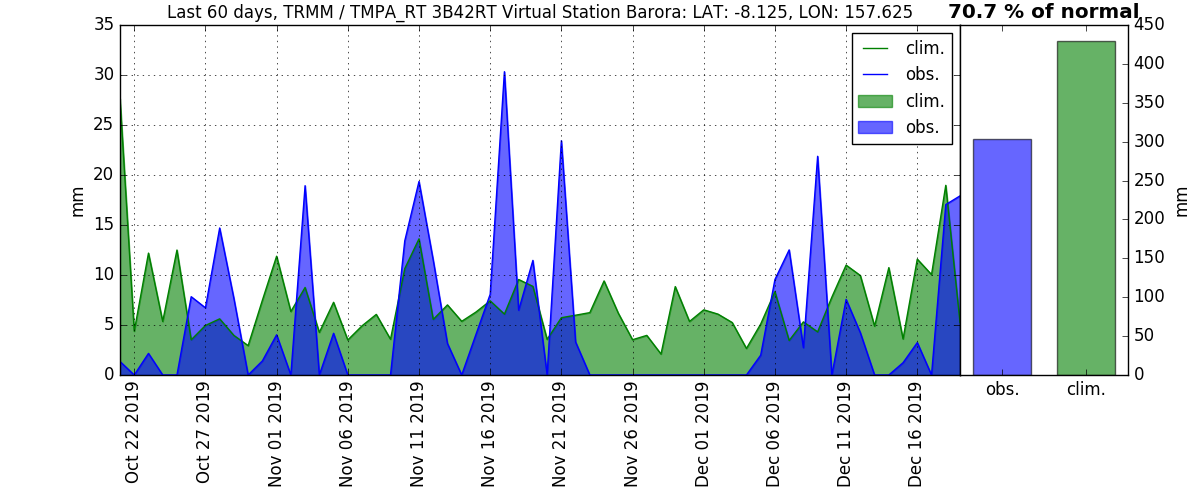 Last 60 days, TRMM / TMPA_RT 3B42RT Virtual Station Barora: LAT: -8.125, LON: 157.625
70.7 % of normal
35
30
25
20
15
10
5
0
mm
clim.
obs.
clim.
obs.
Oct 22 2019
Oct 27 2019
Nov 01 2019
Nov 06 2019
Nov 11 2019
Nov 16 2019
Nov 21 2019
Nov 26 2019
Dec 01 2019
Dec 06 2019
Dec 11 2019
Dec 16 2019
450
400
350
300
250
200
150
100
50
0
mm
obs.
clim.